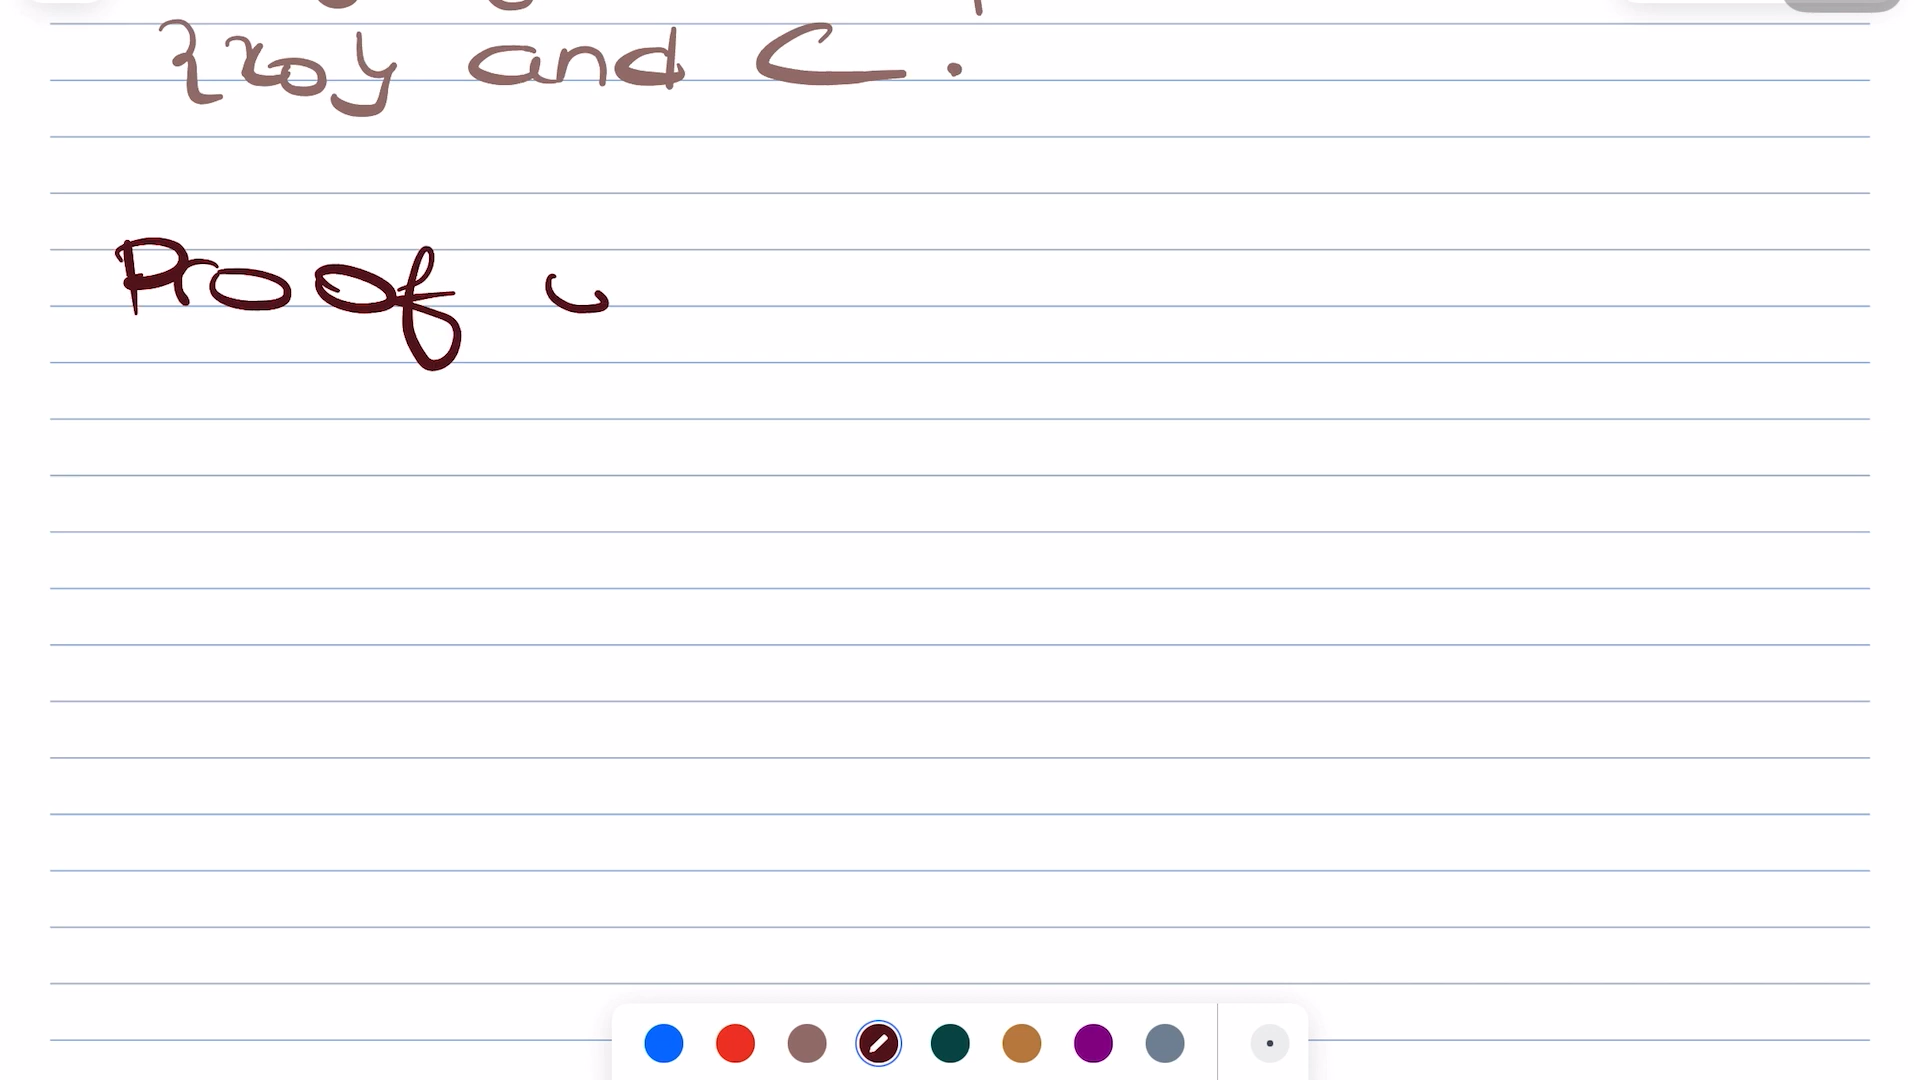 {x₀} and C.
Proof